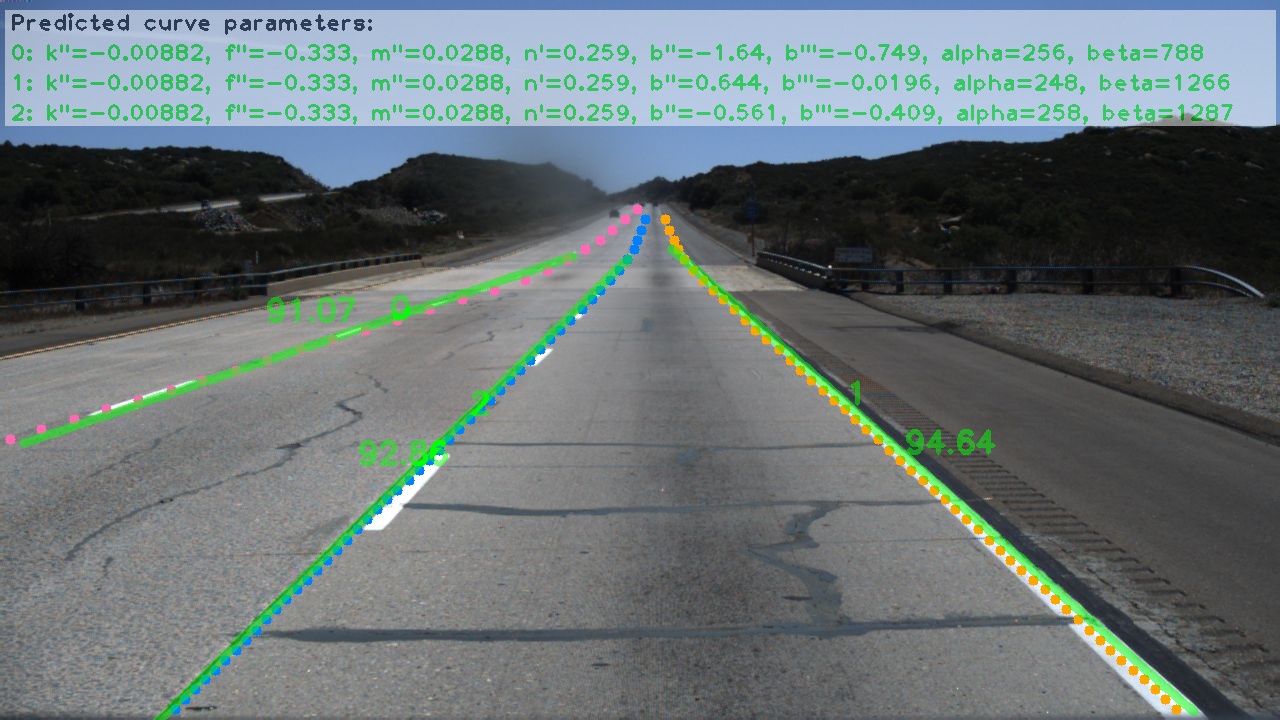 Predicted curve parameters:
0: k''=-0.00882, f''=-0.333, m''=0.0288, n'=0.259, b''=-1.64, b'''=-0.749, alpha=256, beta=788
1: k''=-0.00882, f''=-0.333, m''=0.0288, n'=0.259, b''=0.644, b'''=-0.0196, alpha=248, beta=1266
2: k''=-0.00882, f''=-0.333, m''=0.0288, n'=0.259, b''=-0.561, b'''=-0.409, alpha=258, beta=1287
91.07 0
2 1
92.86 94.64